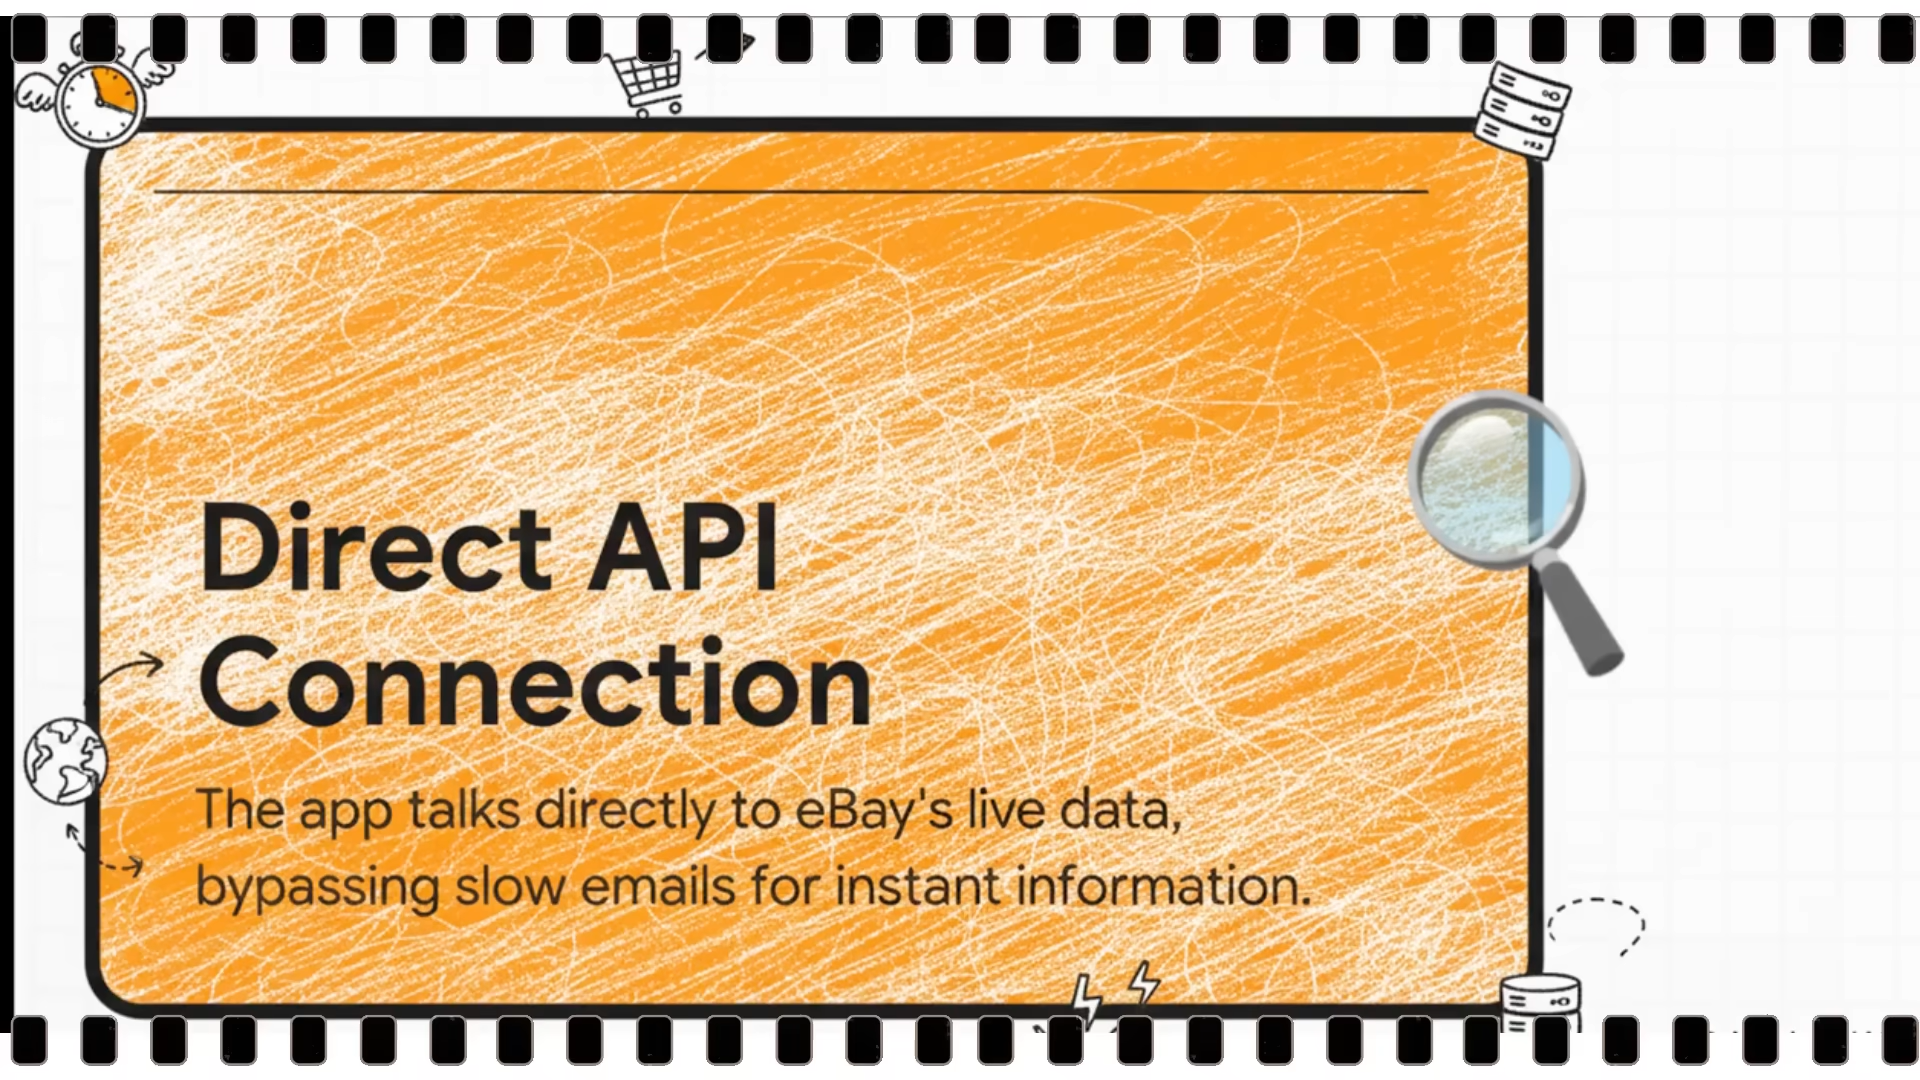 Direct API
Connection
The app talks directly to eBay's live data,
bypassing slow emails for instant information.